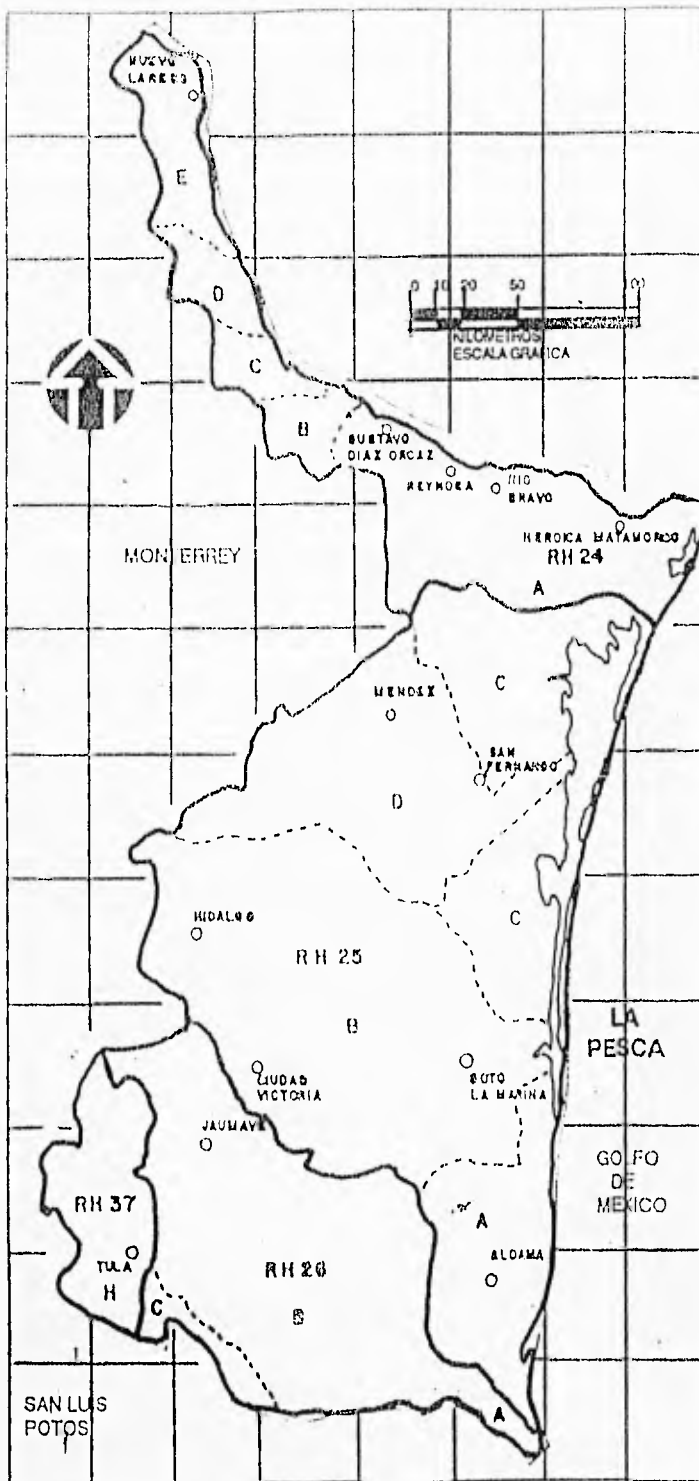 NUEVO
LAREDO
E
D
0 10 20 50
KILOMETROS
ESCALA GRAFICA
C
B
A
GUSTAVO
DIAZ ORDAZ
REYNOSA
RIO
BRAVO
HEROICA MATAMOROS
RH 24
MONTERREY
A
C
MENDEZ
SAN
FERNANDO
D
HIDALGO
C
RH 25
B
LA
PESCA
CIUDAD
VICTORIA
SOTO
LA MARINA
JAUMAVE
GOLFO
DE
MEXICO
RH 37
A
TULA
H
RH 26
ALDAMA
C
B
SAN LUIS
POTOSI
A